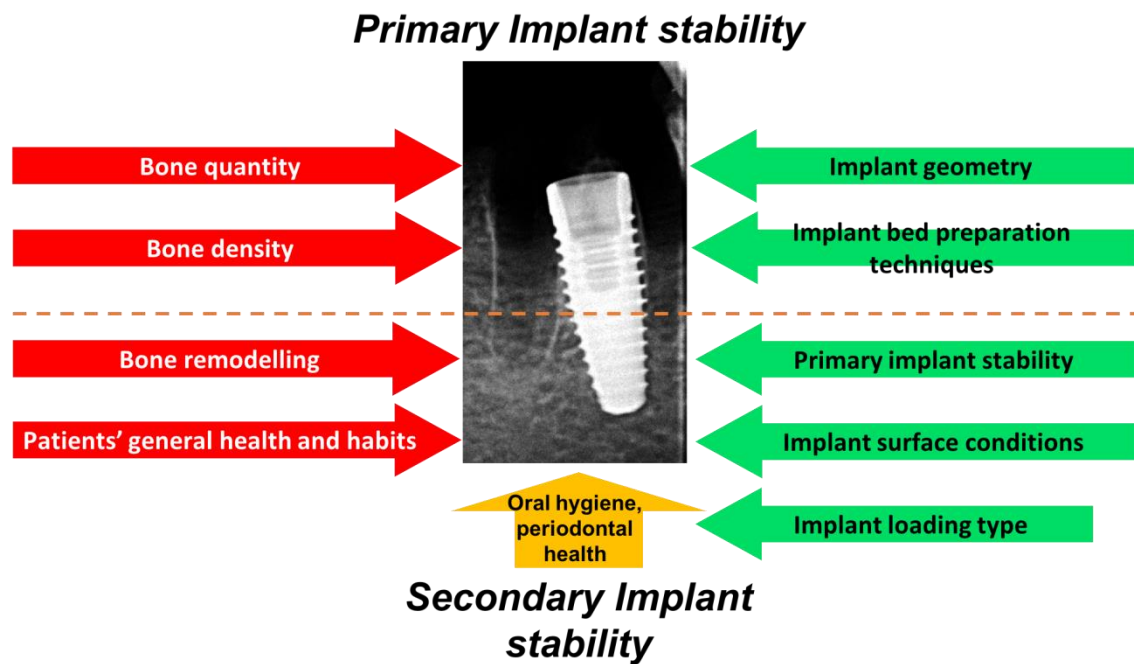 Primary Implant stability
Bone quantity
Implant geometry
Bone density
Implant bed preparation
techniques
Bone remodelling
Primary implant stability
Patients’ general health and habits
Implant surface conditions
Oral hygiene,
periodontal
health
Implant loading type
Secondary Implant
stability